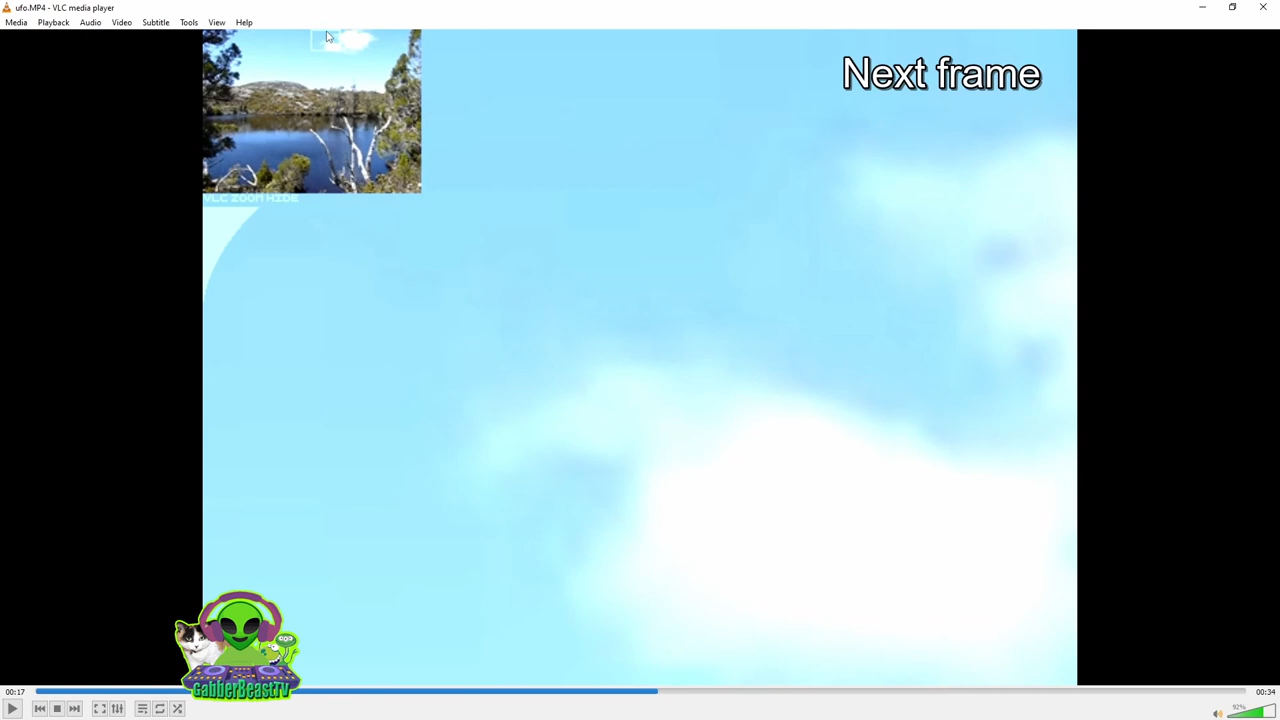 ufo.MP4 - VLC media player
Media Playback Audio Video Subtitle Tools View Help
Next frame
VLC ZOOM HIDE
GabberBeastTV
00:17
00:34
92%